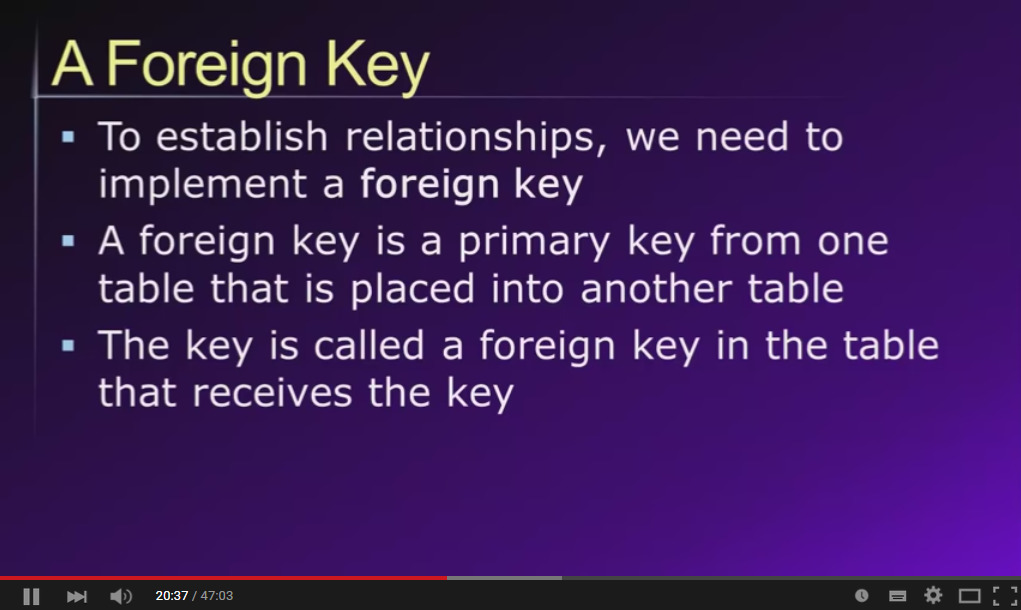 A Foreign Key
To establish relationships, we need to
implement a foreign key
A foreign key is a primary key from one
table that is placed into another table
The key is called a foreign key in the table
that receives the key
20:37 / 47:03